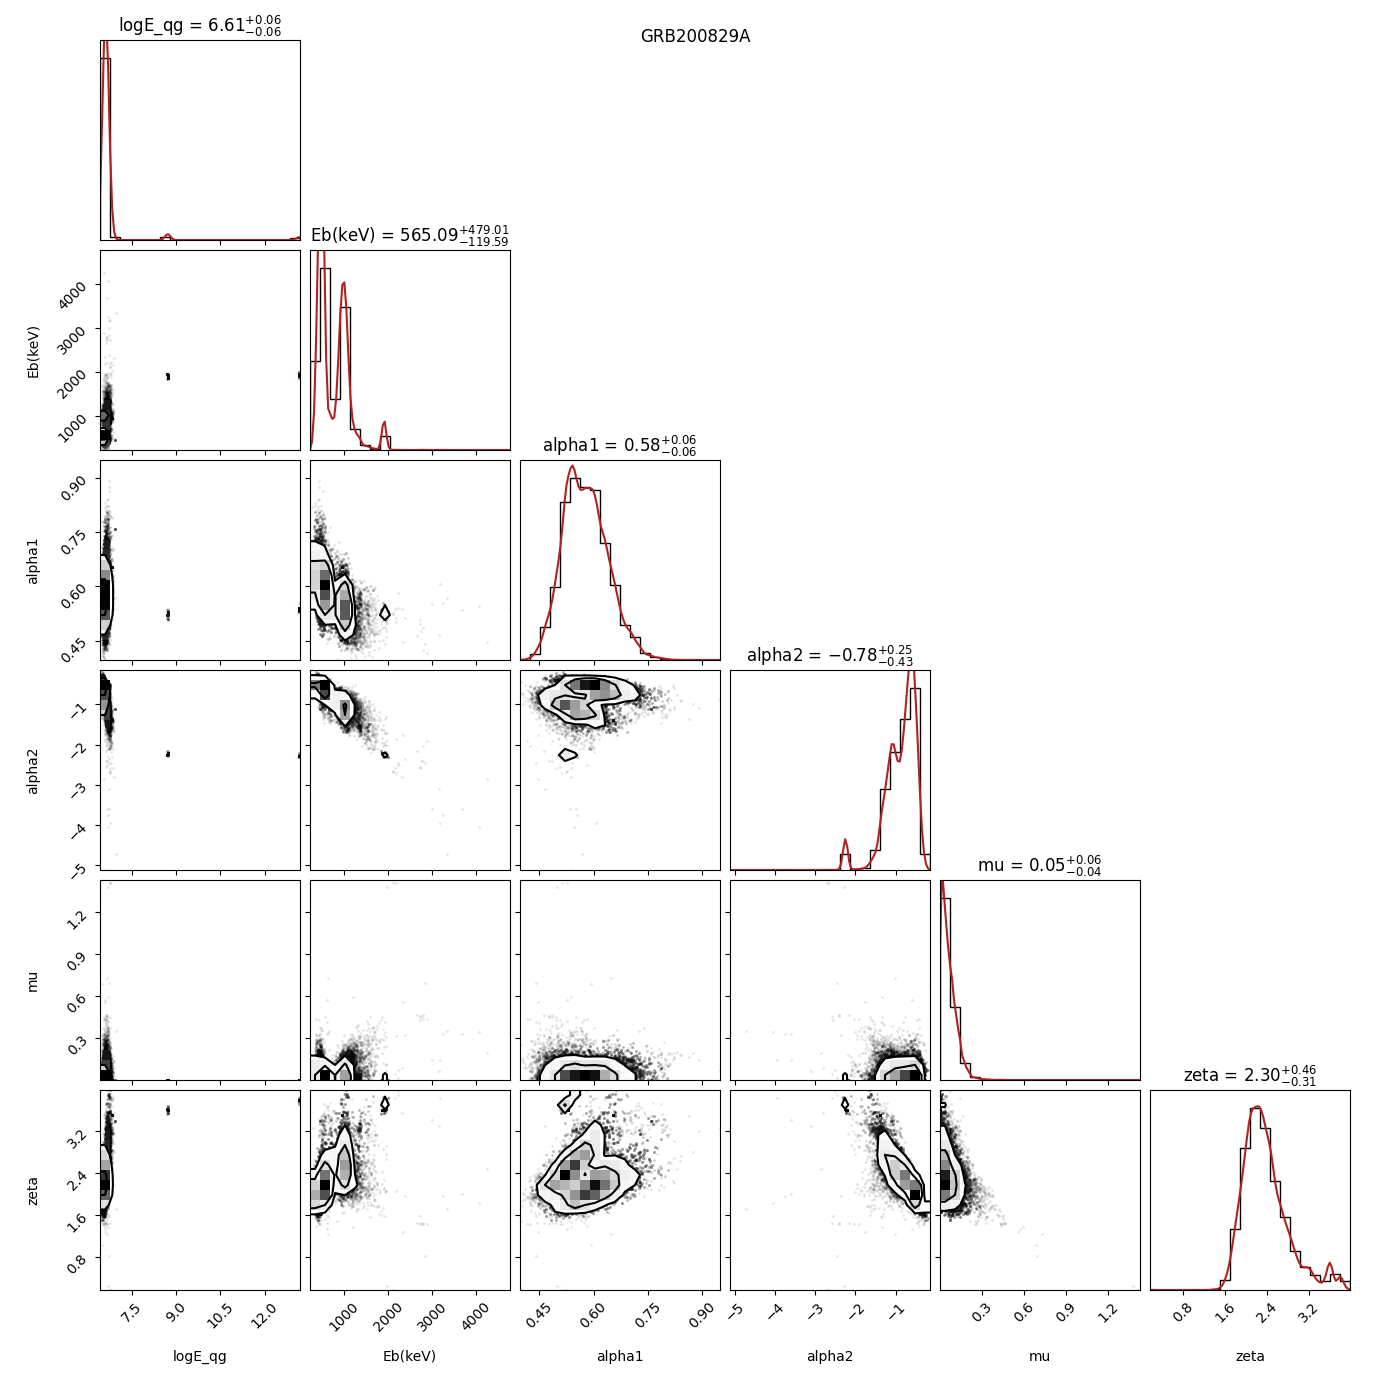 GRB200829A
logE_qg = 6.61+0.06 −0.06
Eb(keV) = 565.09+479.01 −119.59
4000
3000
2000
1000
Eb(keV)
alpha1 = 0.58+0.06 −0.06
0.90
0.75
0.60
0.45
alpha1
alpha2 = −0.78+0.25 −0.43
−1
−2
−3
−4
−5
alpha2
mu = 0.05+0.06 −0.04
1.2
0.9
0.6
0.3
mu
zeta = 2.30+0.46 −0.31
3.2
2.4
1.6
0.8
zeta
7.5 9.0 10.5 12.0
1000 2000 3000 4000
0.45 0.60 0.75 0.90
−5 −4 −3 −2 −1
0.3 0.6 0.9 1.2
0.8 1.6 2.4 3.2
logE_qg
Eb(keV)
alpha1
alpha2
mu
zeta